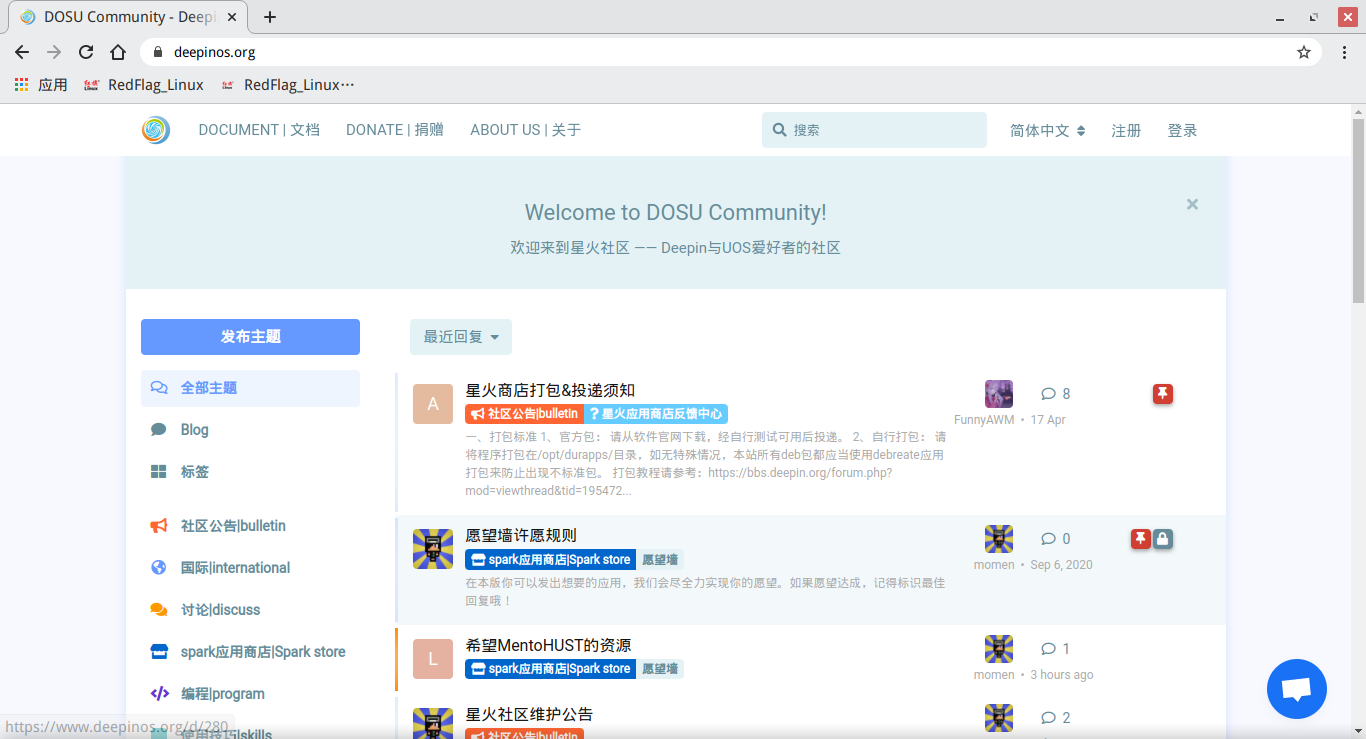 DOSU Community - Deepi
deepinos.org
应用
RedFlag_Linux
RedFlag_Linux…
DOCUMENT | 文档
DONATE | 捐赠
ABOUT US | 关于
搜索
简体中文
注册
登录
Welcome to DOSU Community!
欢迎来到星火社区 —— Deepin与UOS爱好者的社区
发布主题
全部主题
Blog
标签
社区公告|bulletin
国际|international
讨论|discuss
spark应用商店|Spark store
编程|program
使用技巧|skills
最近回复
A
星火商店打包&投递须知
社区公告|bulletin
星火应用商店反馈中心
一、打包标准 1、官方包： 请从软件官网下载，经自行测试可用后投递。 2、自行打包： 请
将程序打包在/opt/durapps/目录，如无特殊情况，本站所有deb包都应当使用debreate应用
打包来防止出现不标准包。 打包教程请参考：https://bbs.deepin.org/forum.php?
mod=viewthread&tid=195472...
8
FunnyAWM • 17 Apr
愿望墙许愿规则
spark应用商店|Spark store
愿望墙
在本版你可以发出想要的应用，我们会尽全力实现你的愿望。如果愿望达成，记得标识最佳
回复哦！
0
momen • Sep 6, 2020
L
希望MentoHUST的资源
spark应用商店|Spark store
愿望墙
1
momen • 3 hours ago
星火社区维护公告
社区公告|bulletin
2
https://www.deepinos.org/d/280